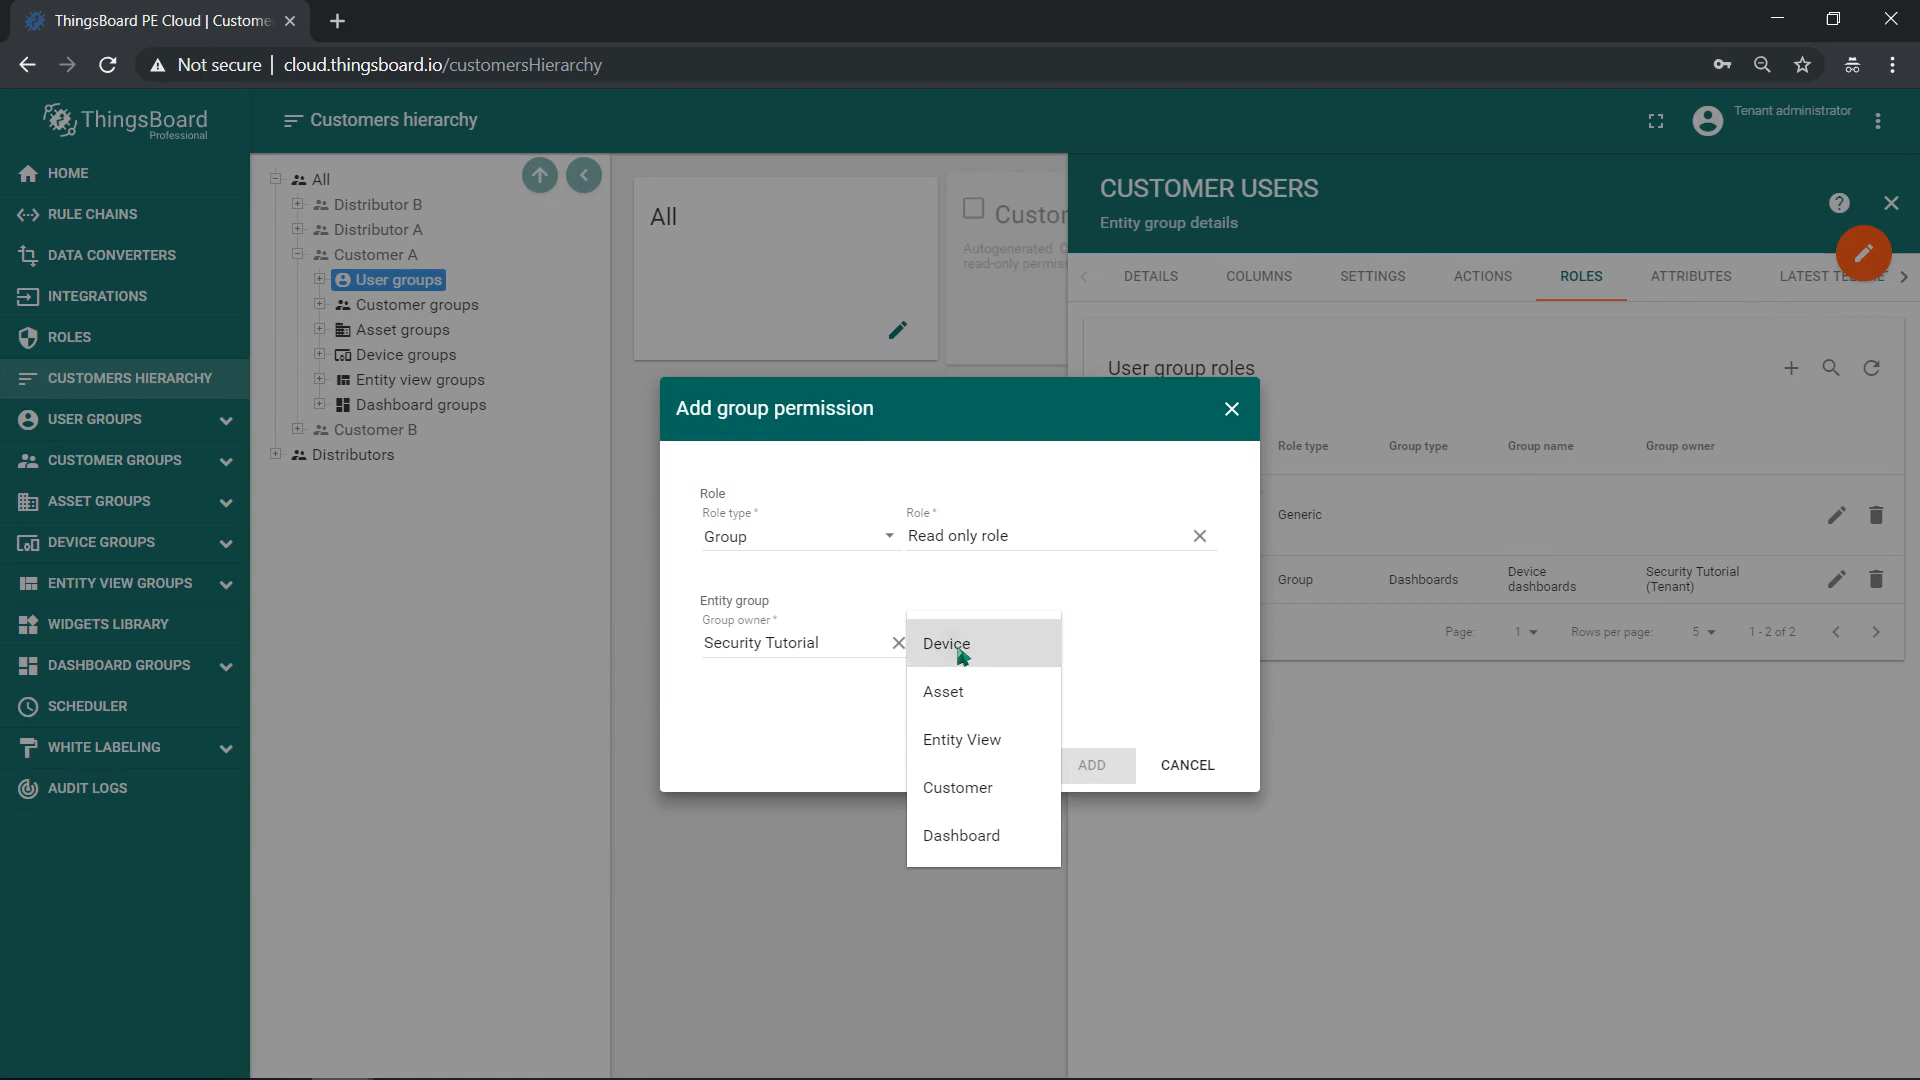 ThingsBoard PE Cloud | Custome
Not secure
cloud.thingsboard.io/customersHierarchy
ThingsBoard
Professional
Customers hierarchy
Tenant administrator
HOME
RULE CHAINS
DATA CONVERTERS
INTEGRATIONS
ROLES
CUSTOMERS HIERARCHY
USER GROUPS
CUSTOMER GROUPS
ASSET GROUPS
DEVICE GROUPS
ENTITY VIEW GROUPS
WIDGETS LIBRARY
DASHBOARD GROUPS
SCHEDULER
WHITE LABELING
AUDIT LOGS
All
Distributor B
Distributor A
Customer A
User groups
Customer groups
Asset groups
Device groups
Entity view groups
Dashboard groups
Customer B
Distributors
All
Custor
Autogenerated C
read-only permis
CUSTOMER USERS
Entity group details
DETAILS COLUMNS SETTINGS ACTIONS ROLES ATTRIBUTES LATEST TE
User group roles
Role type Group type Group name Group owner
Generic
Group Dashboards Device dashboards Security Tutorial (Tenant)
Page: 1 Rows per page: 5 1 - 2 of 2
Add group permission
Role
Role type * Role *
Group Read only role
Entity group
Group owner *
Security Tutorial
Device
Asset
Entity View
Customer
Dashboard
ADD CANCEL